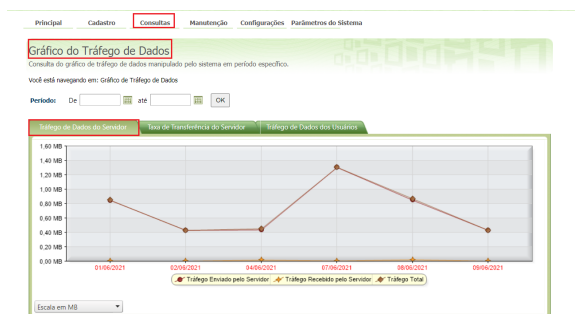 Principal Cadastro Consultas Manutenção Configurações Parâmetros do Sistema
Gráfico do Tráfego de Dados
Consulta do gráfico de tráfego de dados manipulado pelo sistema em período específico.
Você está navegando em: Gráfico de Tráfego de Dados
Período: De até OK
Tráfego de Dados do Servidor Taxa de Transferência do Servidor Tráfego de Dados dos Usuários
1,60 MB
1,40 MB
1,20 MB
1,00 MB
0,80 MB
0,60 MB
0,40 MB
0,20 MB
0,00 MB
01/06/2021 02/06/2021 04/06/2021 07/06/2021 08/06/2021 09/06/2021
Tráfego Enviado pelo Servidor Tráfego Recebido pelo Servidor Tráfego Total
Escala em MB